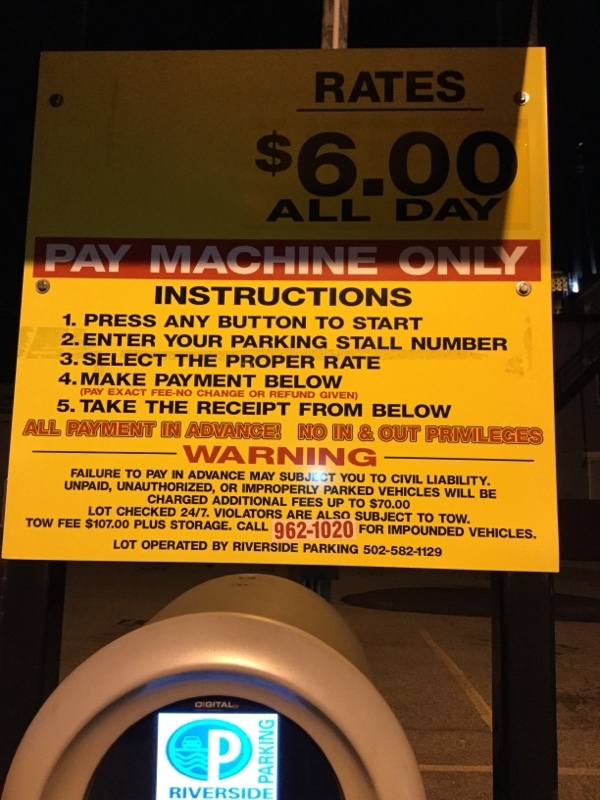 RATES
$6.00
ALL DAY
PAY MACHINE ONLY
INSTRUCTIONS
1. PRESS ANY BUTTON TO START
2. ENTER YOUR PARKING STALL NUMBER
3. SELECT THE PROPER RATE
4. MAKE PAYMENT BELOW
(PAY EXACT FEE-NO CHANGE OR REFUND GIVEN)
5. TAKE THE RECEIPT FROM BELOW
ALL PAYMENT IN ADVANCE! NO IN & OUT PRIVILEGES
WARNING
FAILURE TO PAY IN ADVANCE MAY SUBJECT YOU TO CIVIL LIABILITY.
UNPAID, UNAUTHORIZED, OR IMPROPERLY PARKED VEHICLES WILL BE
CHARGED ADDITIONAL FEES UP TO $70.00
LOT CHECKED 24/7. VIOLATORS ARE ALSO SUBJECT TO TOW.
TOW FEE $107.00 PLUS STORAGE. CALL 962-1020 FOR IMPOUNDED VEHICLES.
LOT OPERATED BY RIVERSIDE PARKING 502-582-1129
DIGITAL
P
PARKING
RIVERSIDE